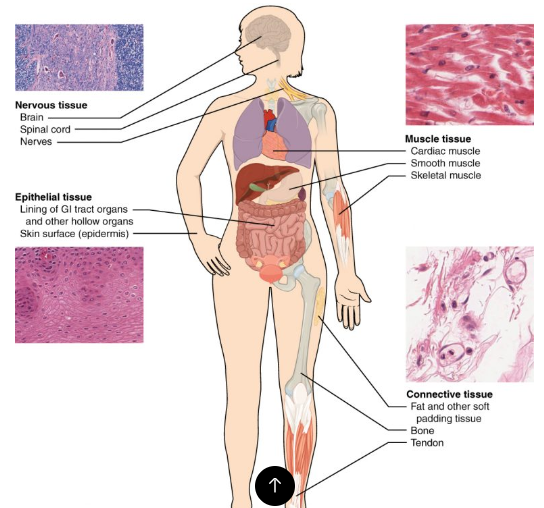 Nervous tissue
Brain
Spinal cord
Nerves
Muscle tissue
Cardiac muscle
Smooth muscle
Skeletal muscle
Epithelial tissue
Lining of GI tract organs
and other hollow organs
Skin surface (epidermis)
Connective tissue
Fat and other soft
padding tissue
Bone
Tendon